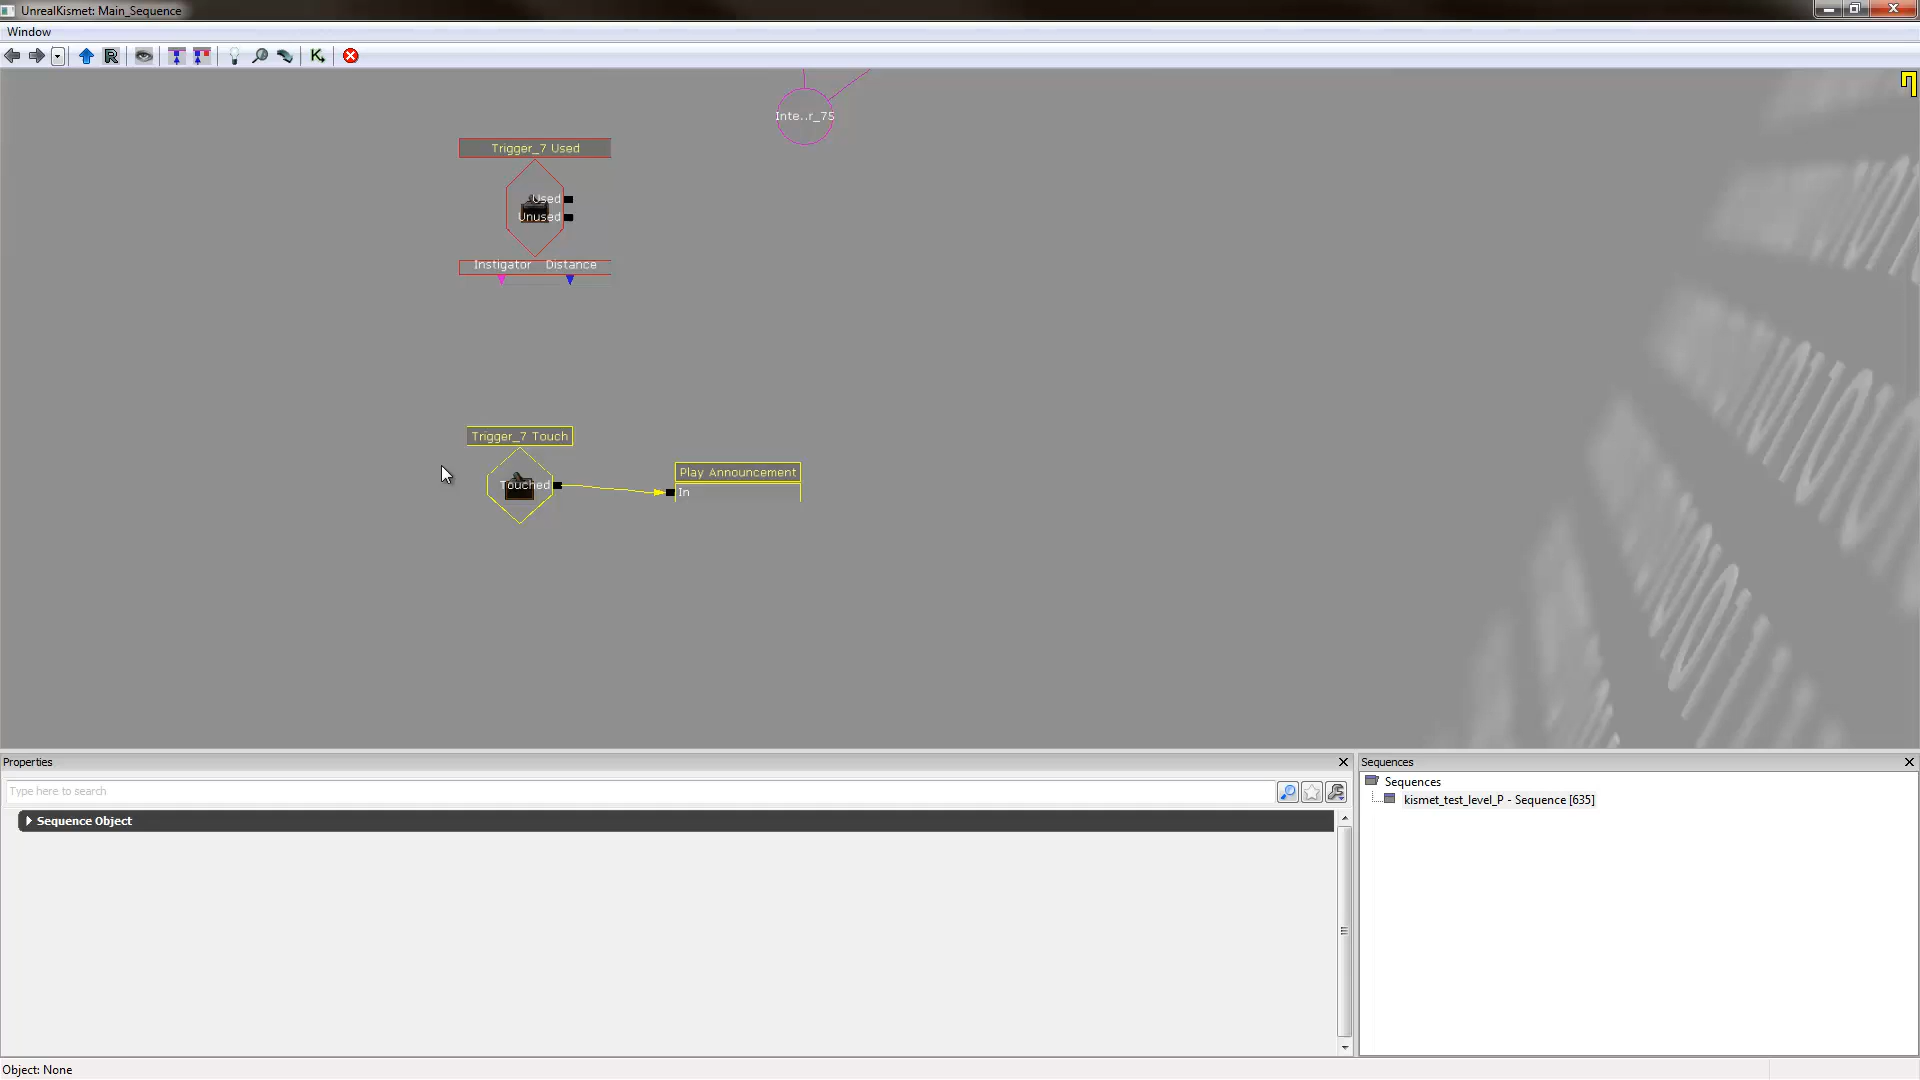 UnrealKismet: Main_Sequence
Window
Inte..r_75
Trigger_7 Used
Used
Unused
Instigator Distance
Trigger_7 Touch
Touched
Play Announcement
In
Properties
Type here to search
Sequence Object
Sequences
Sequences
kismet_test_level_P - Sequence [635]
Object: None